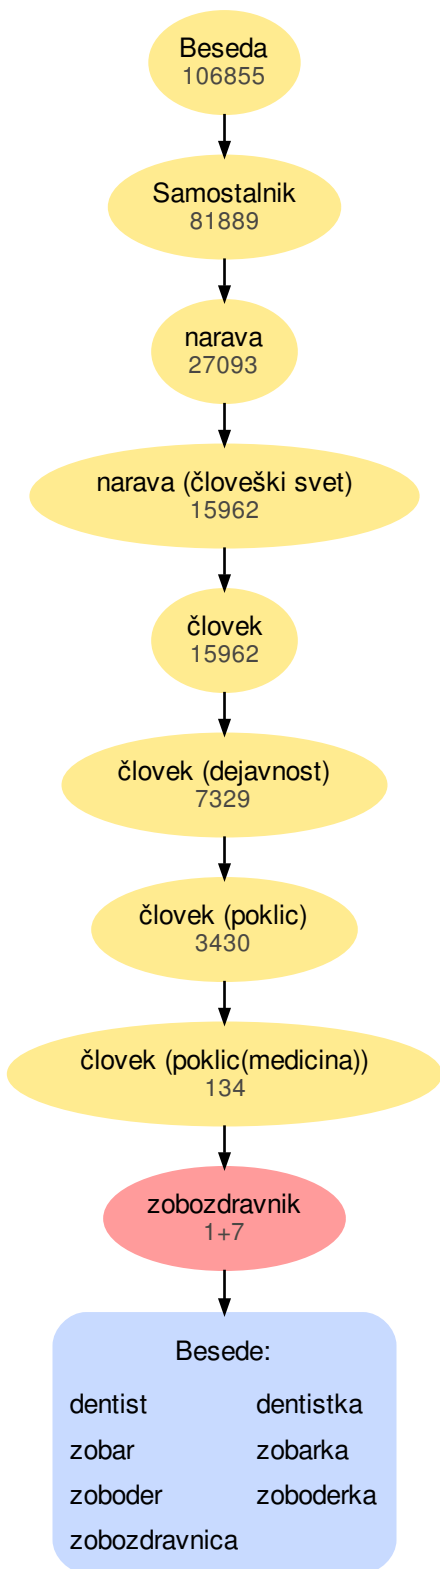 Beseda
106855
Samostalnik
81889
narava
27093
narava (človeški svet)
15962
človek
15962
človek (dejavnost)
7329
človek (poklic)
3430
človek (poklic(medicina))
134
zobozdravnik
1+7
Besede:
dentist dentistka
zobar zobarka
zoboder zoboderka
zobozdravnica